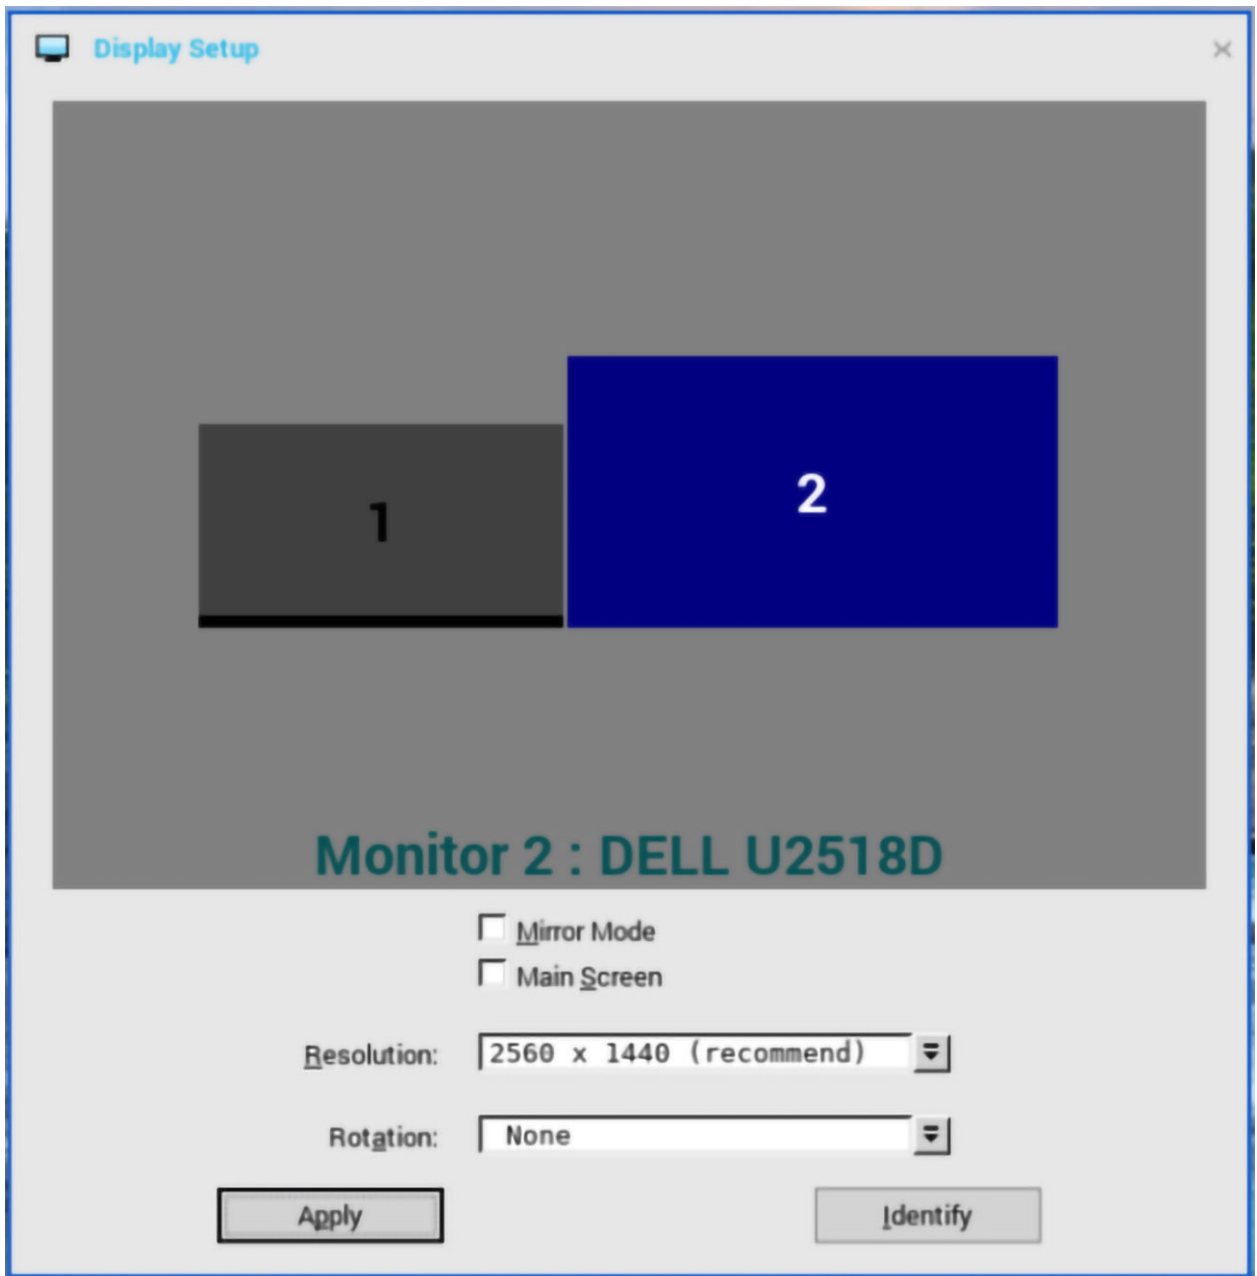 Display Setup
1
2
Monitor 2 : DELL U2518D
Mirror Mode
Main Screen
Resolution: 2560 x 1440 (recommend)
Rotation: None
Apply Identify